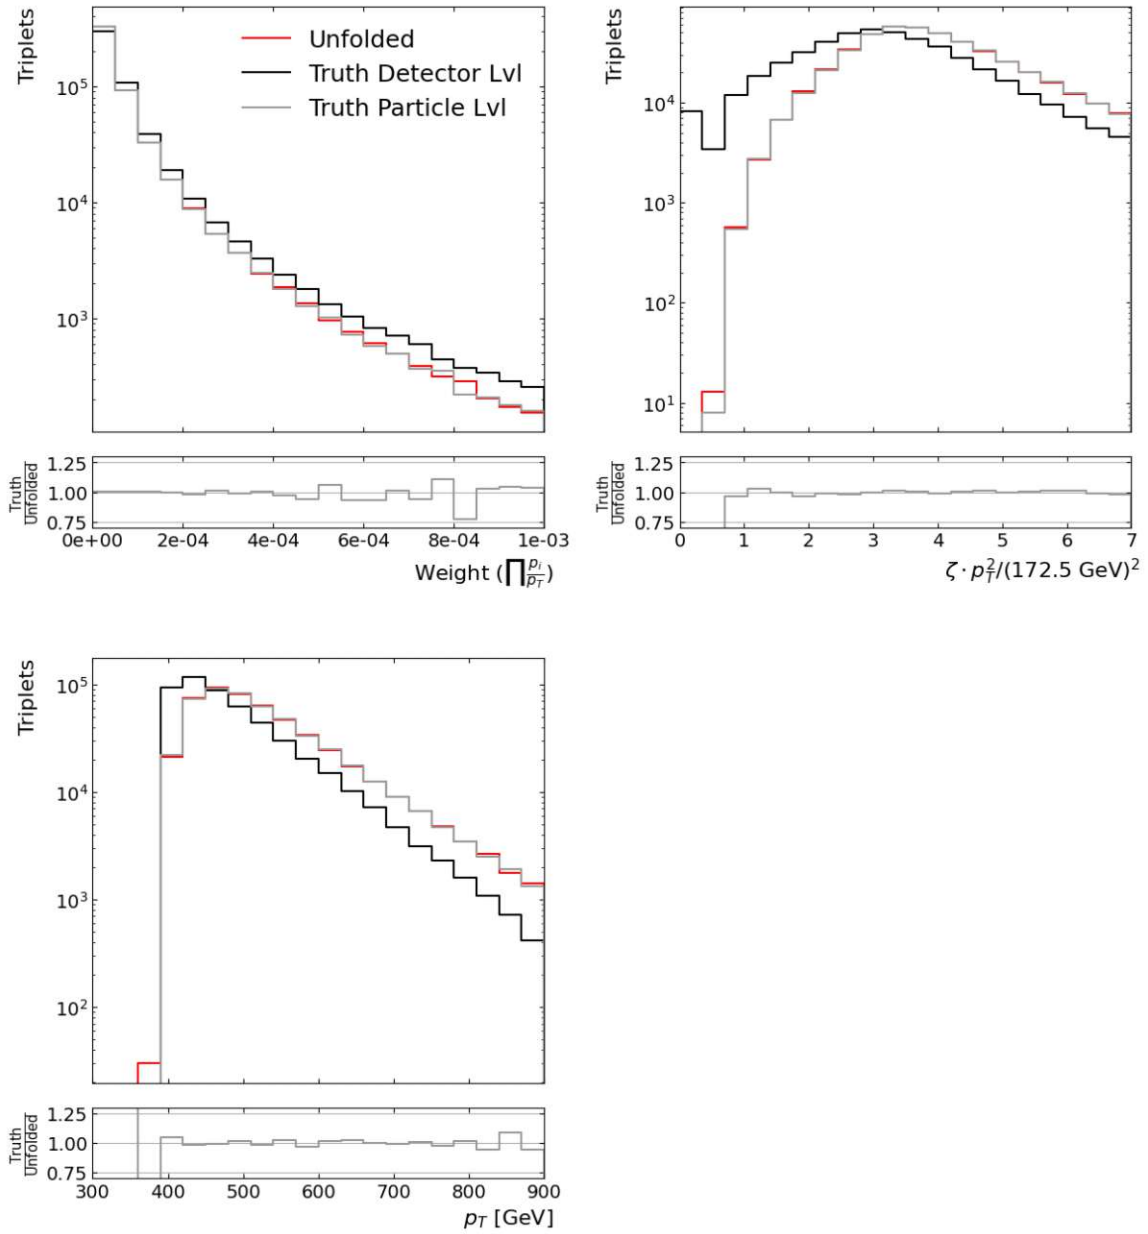 Triplets
10^5
10^4
10^3
Unfolded
Truth Detector Lvl
Truth Particle Lvl
Truth
Unfolded
1.25
1.00
0.75
0e+00 2e-04 4e-04 6e-04 8e-04 1e-03
Weight (∏ p_i/p_T)
Triplets
10^4
10^3
10^2
10^1
Truth
Unfolded
1.25
1.00
0.75
0 1 2 3 4 5 6 7
ζ · p_T^2/(172.5 GeV)^2
Triplets
10^5
10^4
10^3
10^2
Truth
Unfolded
1.25
1.00
0.75
300 400 500 600 700 800 900
p_T [GeV]